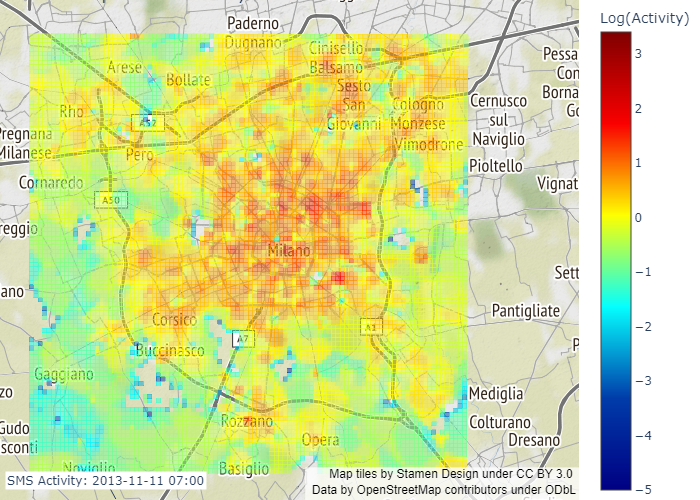 Log(Activity)
Paderno
Dugnano
Cinisello
Balsamo
Arese
Bollate
Sesto
San
Giovanni
Rho
Cologno
Monzese
Vimodrone
Cernusco
sul
Naviglio
Pessa
Con
Borna
Go
A52
Pregnana
Milanese
Pero
Pioltello
Cornaredo
A50
Vignat
reggio
Milano
Sett
ano
Pantigliate
Corsico
A7
A1
P
Buccinasco
Gaggiano
zo
Mediglia
Colturano
Dresano
Gudo
sconti
Rozzano
Opera
Noviglio
Basiglio
3
2
1
0
−1
−2
−3
−4
−5
SMS Activity: 2013-11-11 07:00
Map tiles by Stamen Design under CC BY 3.0
Data by OpenStreetMap contributors under ODbL